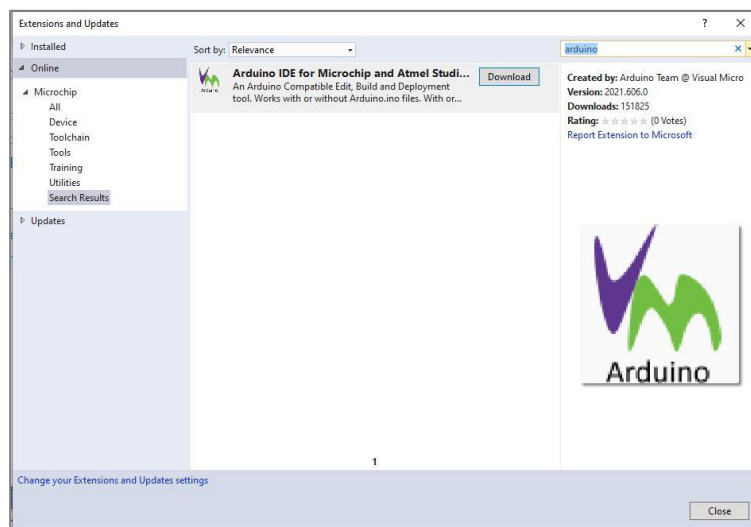 Extensions and Updates
? X
Installed
Online
Microchip
All
Device
Toolchain
Tools
Training
Utilities
Search Results
Updates
Sort by: Relevance
Arduino IDE for Microchip and Atmel Studi...
An Arduino Compatible Edit, Build and Deployment
tool. Works with or without Arduino.ino files. With or...
Download
Arduino
1
arduino
Created by: Arduino Team @ Visual Micro
Version: 2021.606.0
Downloads: 151825
Rating: (0 Votes)
Report Extension to Microsoft
Arduino
Change your Extensions and Updates settings
Close